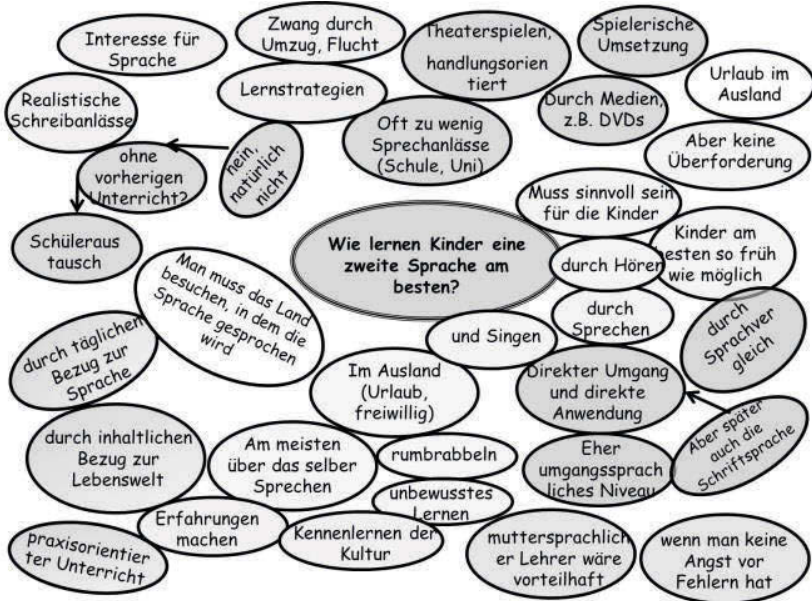 Interesse für
Sprache
Zwang durch
Umzug, Flucht
Theaterspielen,
handlungsorien
tiert
Spielerische
Umsetzung
Urlaub im
Ausland
Realistische
Schreibanlässe
Lernstrategien
Oft zu wenig
Sprechanlässe
(Schule, Uni)
Durch Medien,
z.B. DVDs
Aber keine
Überforderung
ohne
vorherigen
Unterricht?
nein,
natürlich
nicht
Muss sinnvoll sein
für die Kinder
Schüleraus
tausch
Man muss das Land
besuchen, in dem die
Sprache gesprochen
wird
Wie lernen Kinder eine
zweite Sprache am
besten?
durch Hören
Kinder am
besten so früh
wie möglich
durch
Sprechen
und Singen
durch
Sprachver
gleich
durch täglichen
Bezug zur
Sprache
Im Ausland
(Urlaub,
freiwillig)
Direkter Umgang
und direkte
Anwendung
Aber später
auch die
Schriftsprache
durch inhaltlichen
Bezug zur
Lebenswelt
Am meisten
über das selber
Sprechen
rumbrabbeln
Eher
umgangssprach
liches Niveau
unbewusstes
Lernen
Erfahrungen
machen
Kennenlernen der
Kultur
praxisorientier
ter Unterricht
muttersprachlich
er Lehrer wäre
vorteilhaft
wenn man keine
Angst vor
Fehlern hat